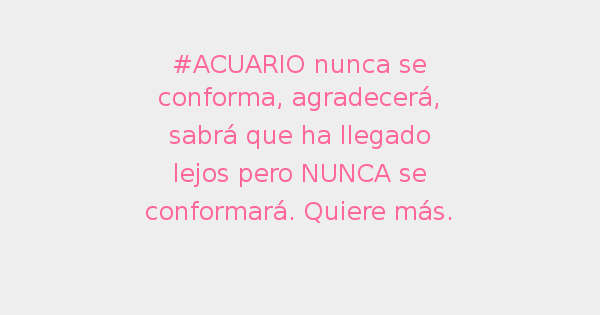 #ACUARIO nunca se
conforma, agradecerá,
sabrá que ha llegado
lejos pero NUNCA se
conformará. Quiere más.